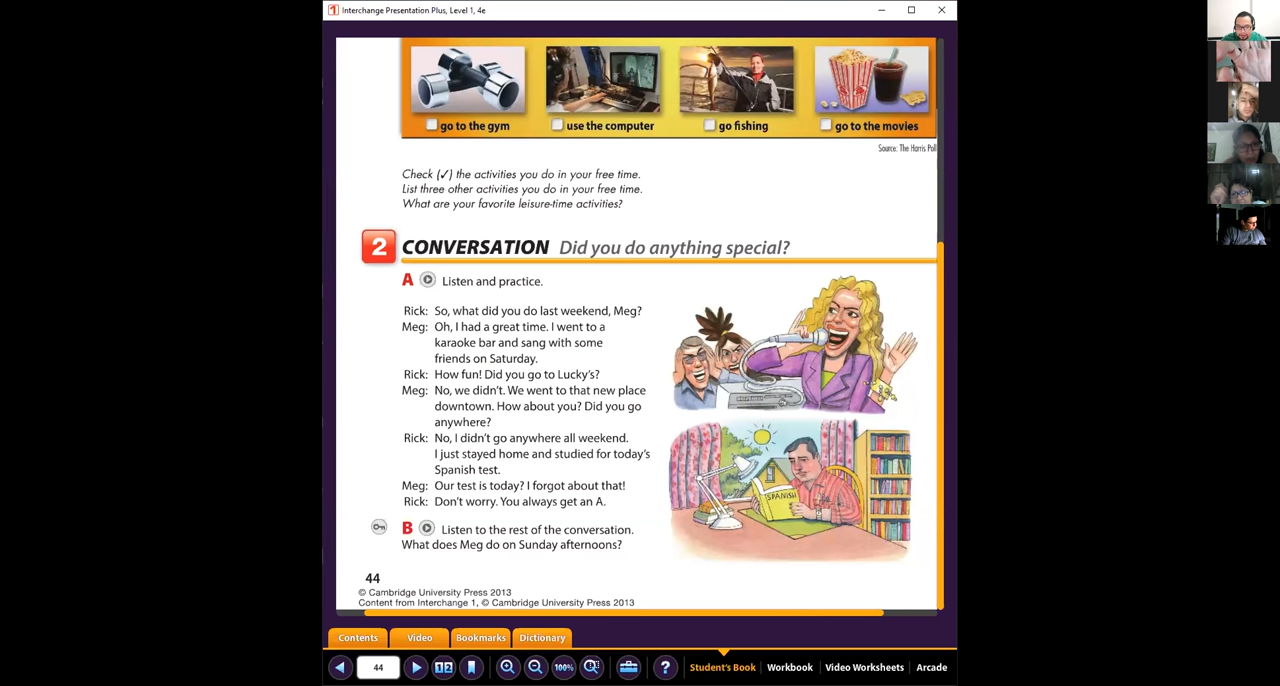 Interchange Presentation Plus, Level 1, 4e
go to the gym
use the computer
go fishing
go to the movies
Source: The Harris Poll
Check (✓) the activities you do in your free time.
List three other activities you do in your free time.
What are your favorite leisure-time activities?
2 CONVERSATION Did you do anything special?
A Listen and practice.
Rick: So, what did you do last weekend, Meg?
Meg: Oh, I had a great time. I went to a
karaoke bar and sang with some
friends on Saturday.
Rick: How fun! Did you go to Lucky's?
Meg: No, we didn't. We went to that new place
downtown. How about you? Did you go
anywhere?
Rick: No, I didn't go anywhere all weekend.
I just stayed home and studied for today's
Spanish test.
Meg: Our test is today? I forgot about that!
Rick: Don't worry. You always get an A.
SPANISH
B Listen to the rest of the conversation.
What does Meg do on Sunday afternoons?
44
© Cambridge University Press 2013
Content from Interchange 1, © Cambridge University Press 2013
Contents Video Bookmarks Dictionary
44 12 100% ? Student's Book Workbook Video Worksheets Arcade